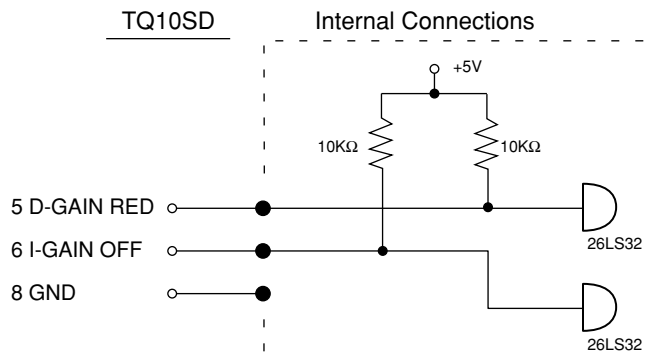 TQ10SD
Internal Connections
+5V
10KΩ
10KΩ
5 D-GAIN RED
26LS32
6 I-GAIN OFF
8 GND
26LS32